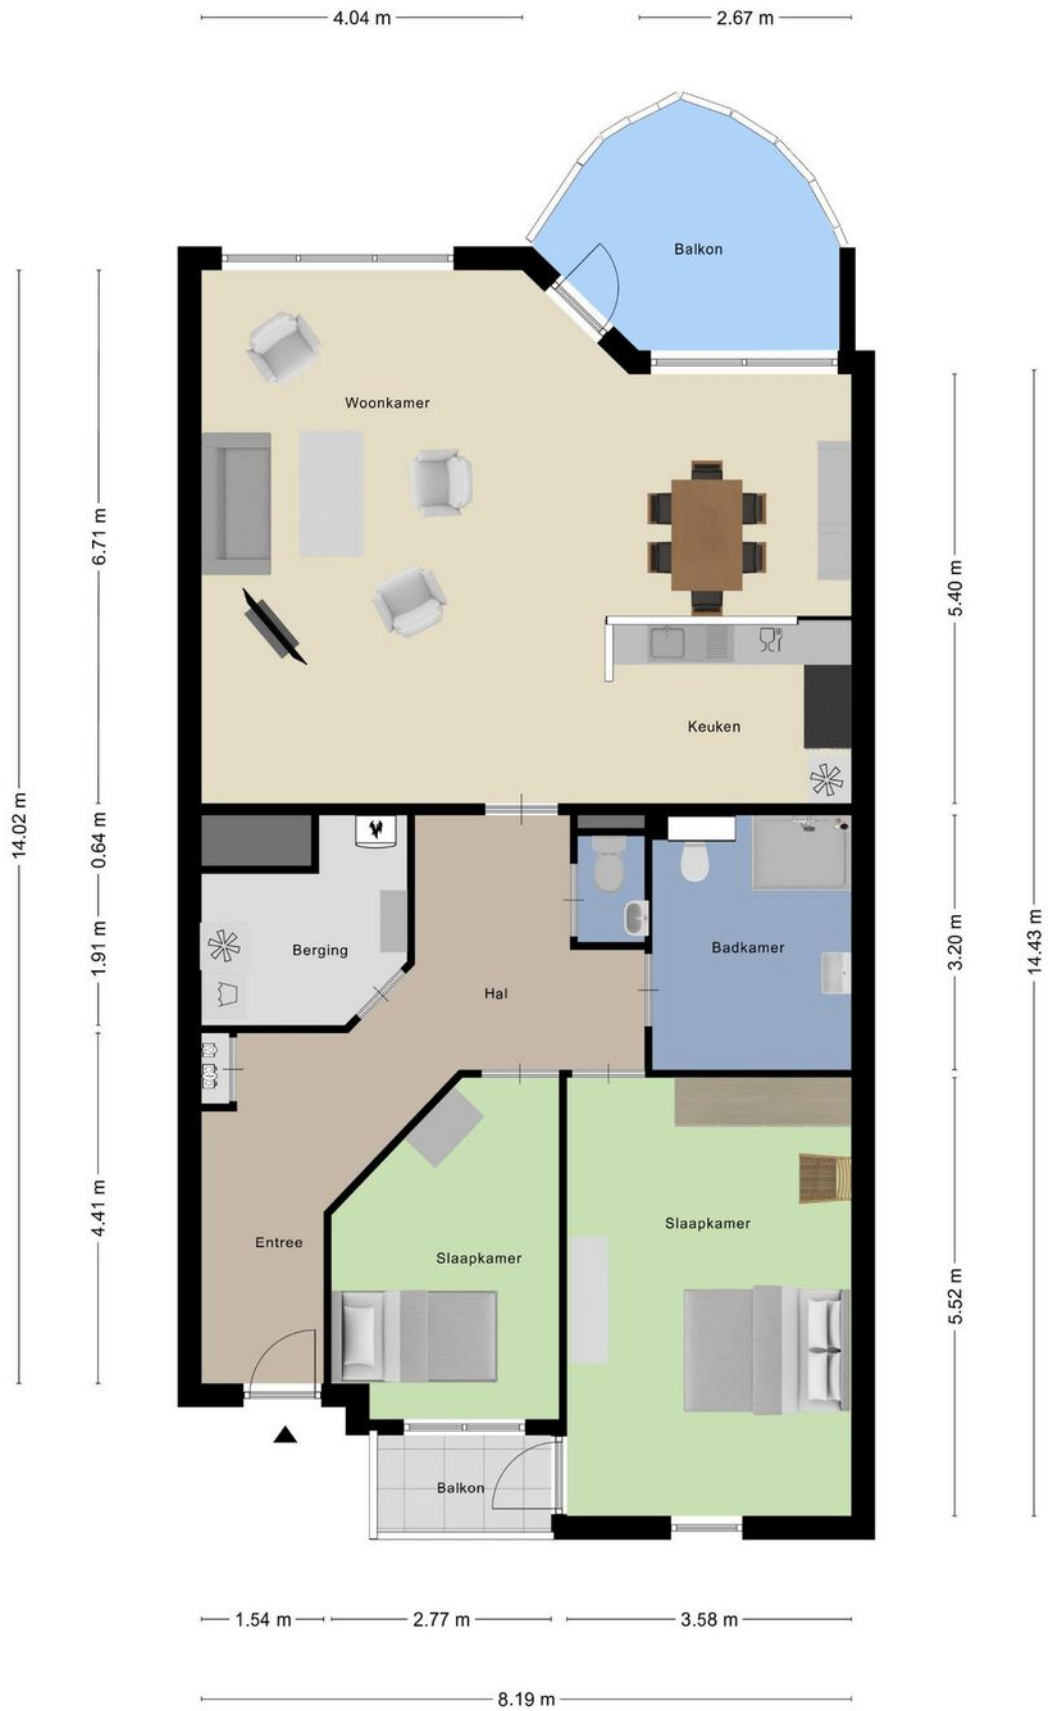 4.04 m
2.67 m
Balkon
Woonkamer
6.71 m
5.40 m
Keuken
14.02 m
0.64 m
1.91 m
Berging
Hal
Badkamer
3.20 m
14.43 m
4.41 m
Entree
Slaapkamer
Slaapkamer
5.52 m
Balkon
1.54 m
2.77 m
3.58 m
8.19 m